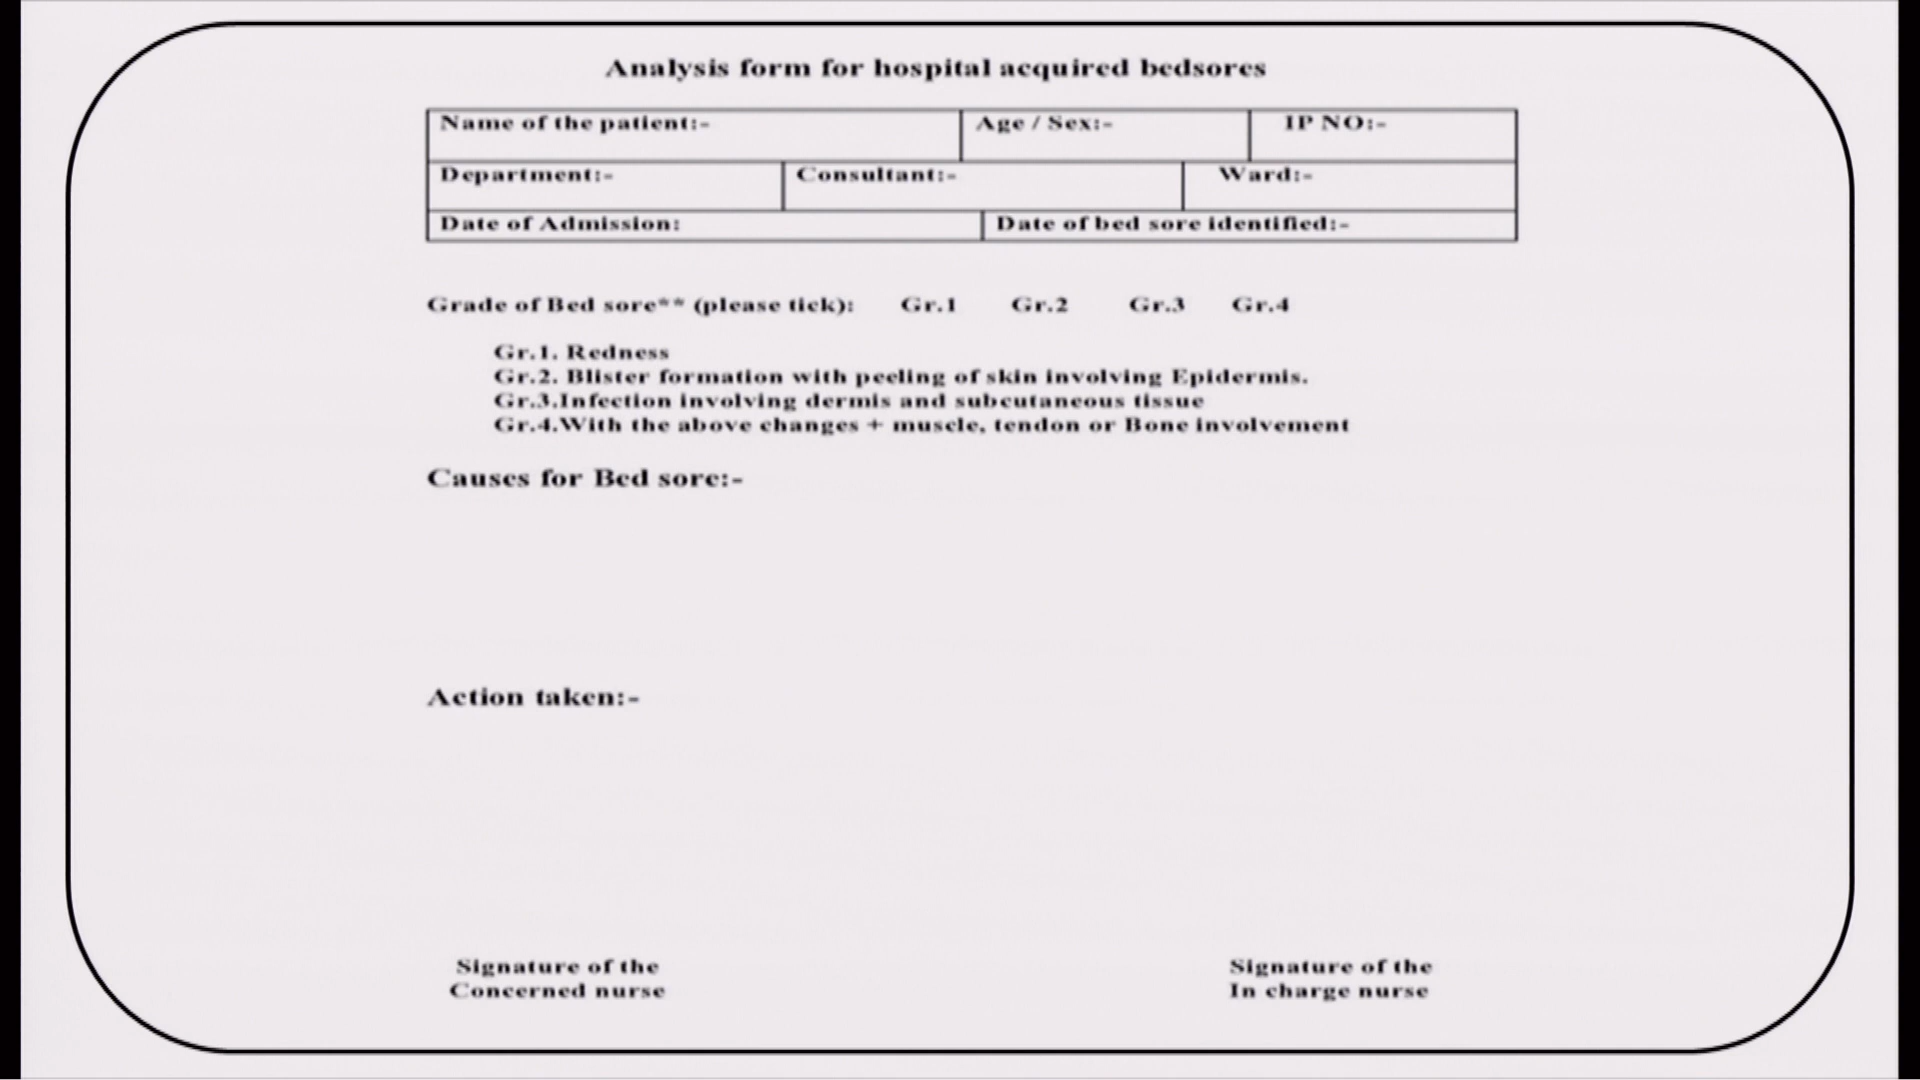 Analysis form for hospital acquired bedsores
Name of the patient:- Age / Sex:- IP NO:-
Department:- Consultant:- Ward:-
Date of Admission: Date of bed sore identified:-
Grade of Bed sore** (please tick): Gr.1 Gr.2 Gr.3 Gr.4
Gr.1. Redness
Gr.2. Blister formation with peeling of skin involving Epidermis.
Gr.3.Infection involving dermis and subcutaneous tissue
Gr.4.With the above changes + muscle, tendon or Bone involvement
Causes for Bed sore:-
Action taken:-
Signature of the
Concerned nurse
Signature of the
In charge nurse